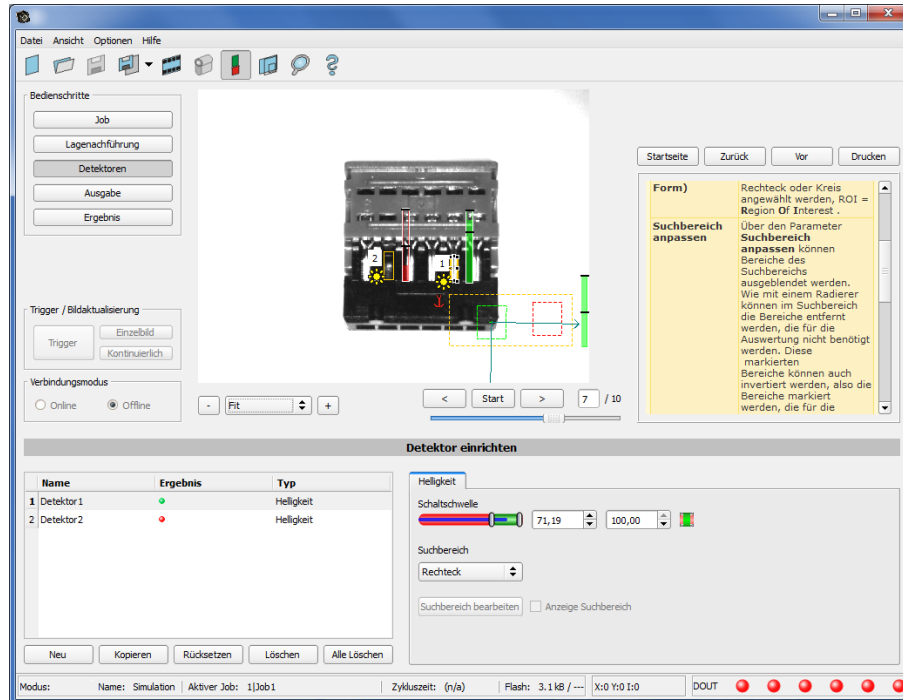 Datei Ansicht Optionen Hilfe
Bedienschritte
Job
Lagenachführung
Detektoren
Ausgabe
Ergebnis
Trigger / Bildaktualisierung
Trigger
Einzelbild
Kontinuierlich
Verbindungsmodus
Online
Offline
2
1
-
Fit
+
<
Start
>
7
/ 10
Startseite
Zurück
Vor
Drucken
Form)
Rechteck oder Kreis
angewählt werden, ROI =
Region Of Interest .
Suchbereich
anpassen
Über den Parameter
Suchbereich
anpassen können
Bereiche des
Suchbereichs
ausgeblendet werden.
Wie mit einem Radierer
können im Suchbereich
die Bereiche entfernt
werden, die für die
Auswertung nicht benötigt
werden. Diese
markierten
Bereiche können auch
invertiert werden, also die
Bereiche markiert
werden, die für die
Detektor einrichten
Name Ergebnis Typ
1 Detektor1 Helligkeit
2 Detektor2 Helligkeit
Neu
Kopieren
Rücksetzen
Löschen
Alle Löschen
Helligkeit
Schaltschwelle
71,19
100,00
Suchbereich
Rechteck
Suchbereich bearbeiten
Anzeige Suchbereich
Modus: Name: Simulation Aktiver Job: 1|Job1 Zykluszeit: (n/a) Flash: 3.1 kB / --- X:0 Y:0 I:0 DOUT